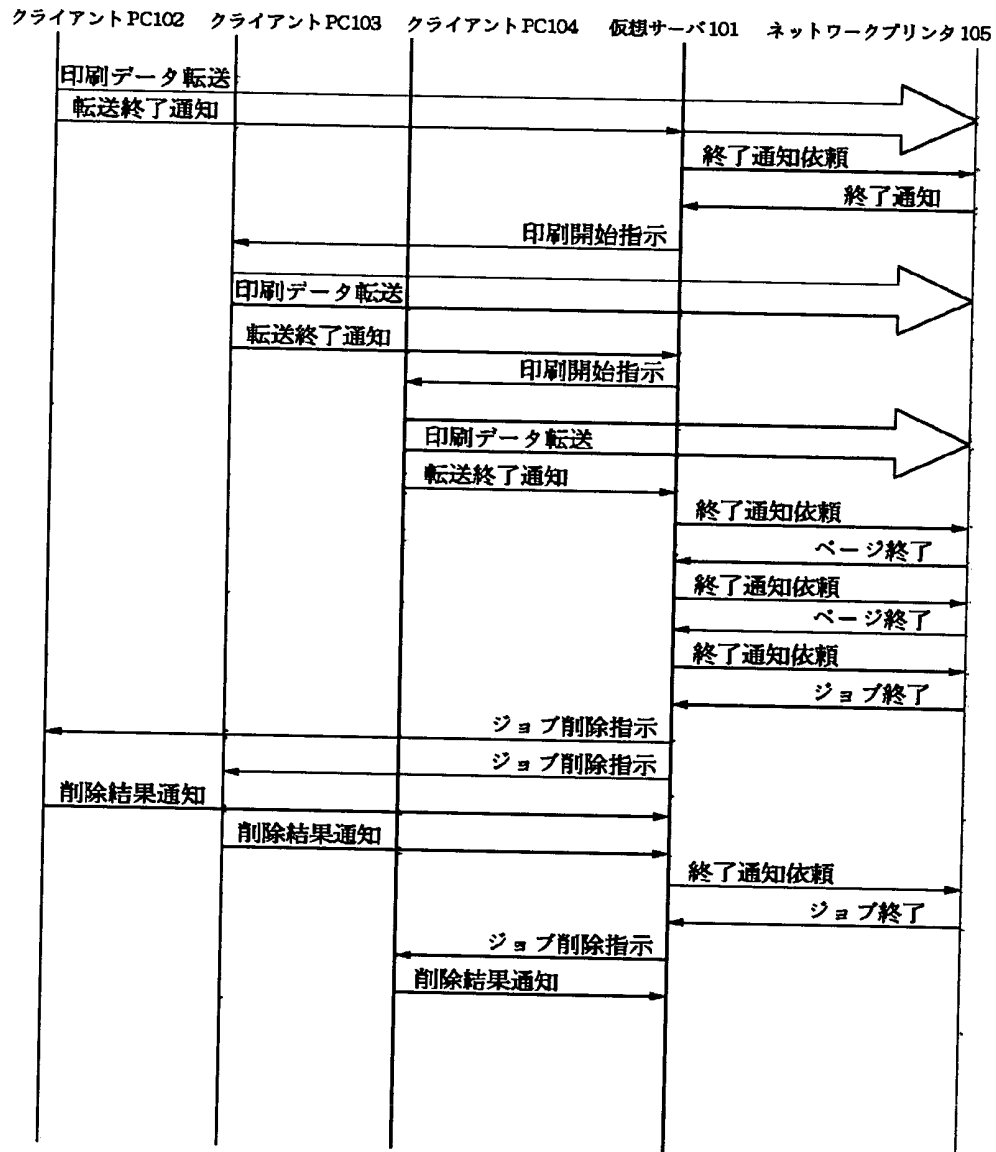 クライアントPC102
クライアントPC103
クライアントPC104
仮想サーバ101
ネットワークプリンタ105
印刷データ転送
転送終了通知
終了通知依頼
終了通知
印刷開始指示
印刷データ転送
転送終了通知
印刷開始指示
印刷データ転送
転送終了通知
終了通知依頼
ページ終了
終了通知依頼
ページ終了
終了通知依頼
ジョブ終了
ジョブ削除指示
ジョブ削除指示
削除結果通知
削除結果通知
終了通知依頼
ジョブ終了
ジョブ削除指示
削除結果通知